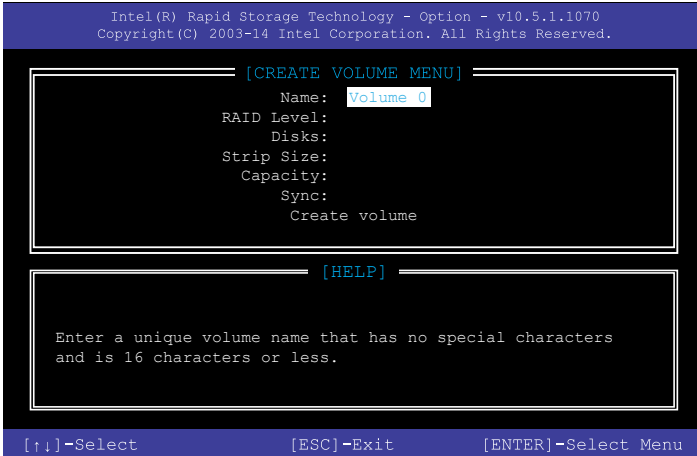 Intel(R) Rapid Storage Technology - Option - v10.5.1.1070
Copyright(C) 2003-14 Intel Corporation. All Rights Reserved.
[CREATE VOLUME MENU]
Name: Volume 0
RAID Level:
Disks:
Strip Size:
Capacity:
Sync:
Create volume
[HELP]
Enter a unique volume name that has no special characters
and is 16 characters or less.
[↑↓]-Select [ESC]-Exit [ENTER]-Select Menu